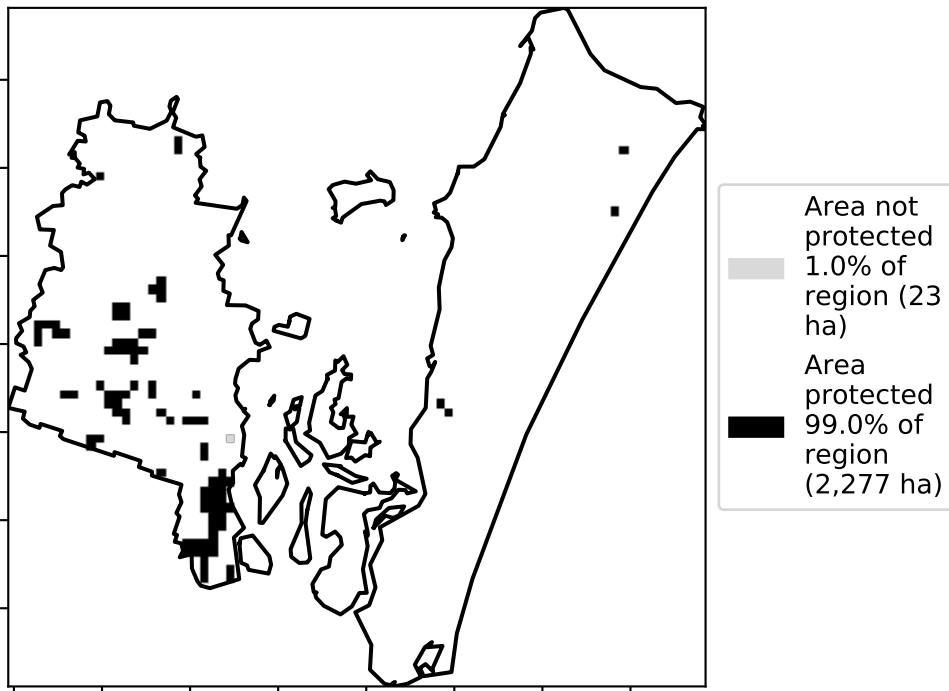 Area not
protected
1.0% of
region (23
ha)
Area
protected
99.0% of
region
(2,277 ha)